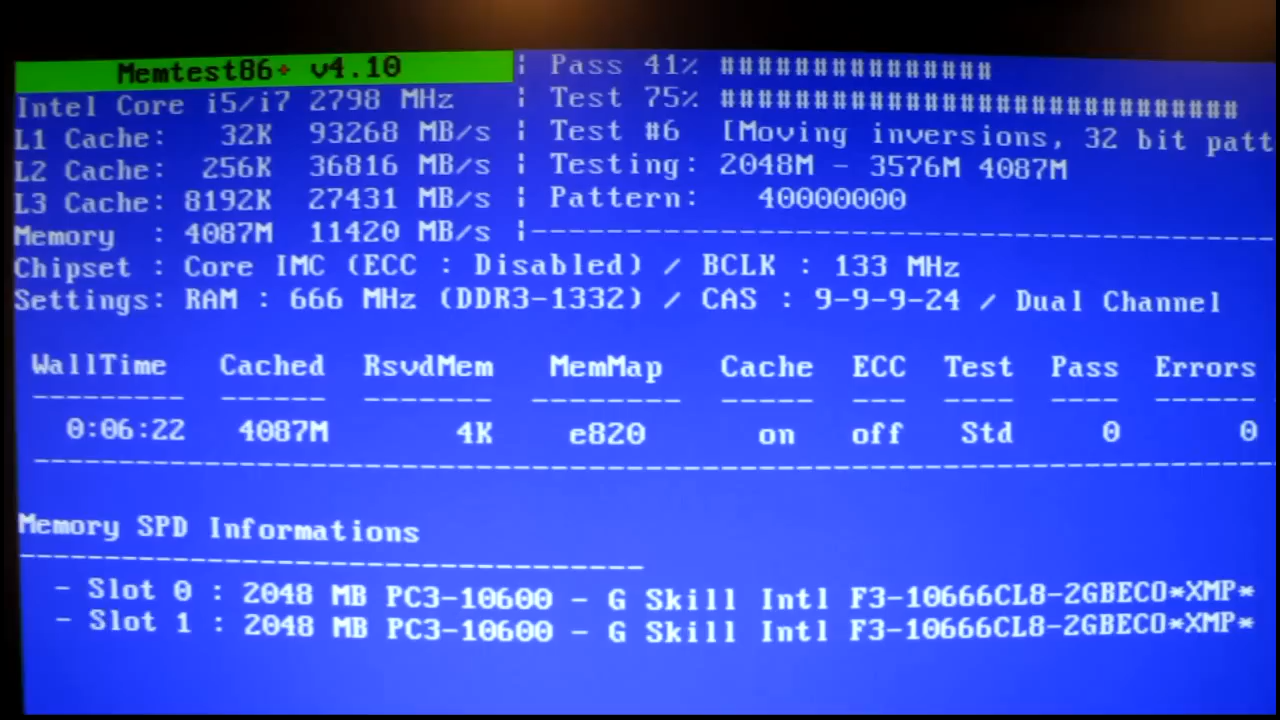 Memtest86+ v4.10 ¦ Pass 41% ###############
Intel Core i5/i7 2798 MHz ¦ Test 75% ############################
L1 Cache: 32K 93268 MB/s ¦ Test #6 [Moving inversions, 32 bit patt
L2 Cache: 256K 36816 MB/s ¦ Testing: 2048M - 3576M 4087M
L3 Cache: 8192K 27431 MB/s ¦ Pattern: 40000000
Memory : 4087M 11420 MB/s ¦-----------------------------------------
Chipset : Core IMC (ECC : Disabled) / BCLK : 133 MHz
Settings: RAM : 666 MHz (DDR3-1332) / CAS : 9-9-9-24 / Dual Channel
WallTime Cached RsvdMem MemMap Cache ECC Test Pass Errors
0:06:22 4087M 4K e820 on off Std 0 0
Memory SPD Informations
- Slot 0 : 2048 MB PC3-10600 - G Skill Intl F3-10666CL8-2GBECO*XMP*
- Slot 1 : 2048 MB PC3-10600 - G Skill Intl F3-10666CL8-2GBECO*XMP*